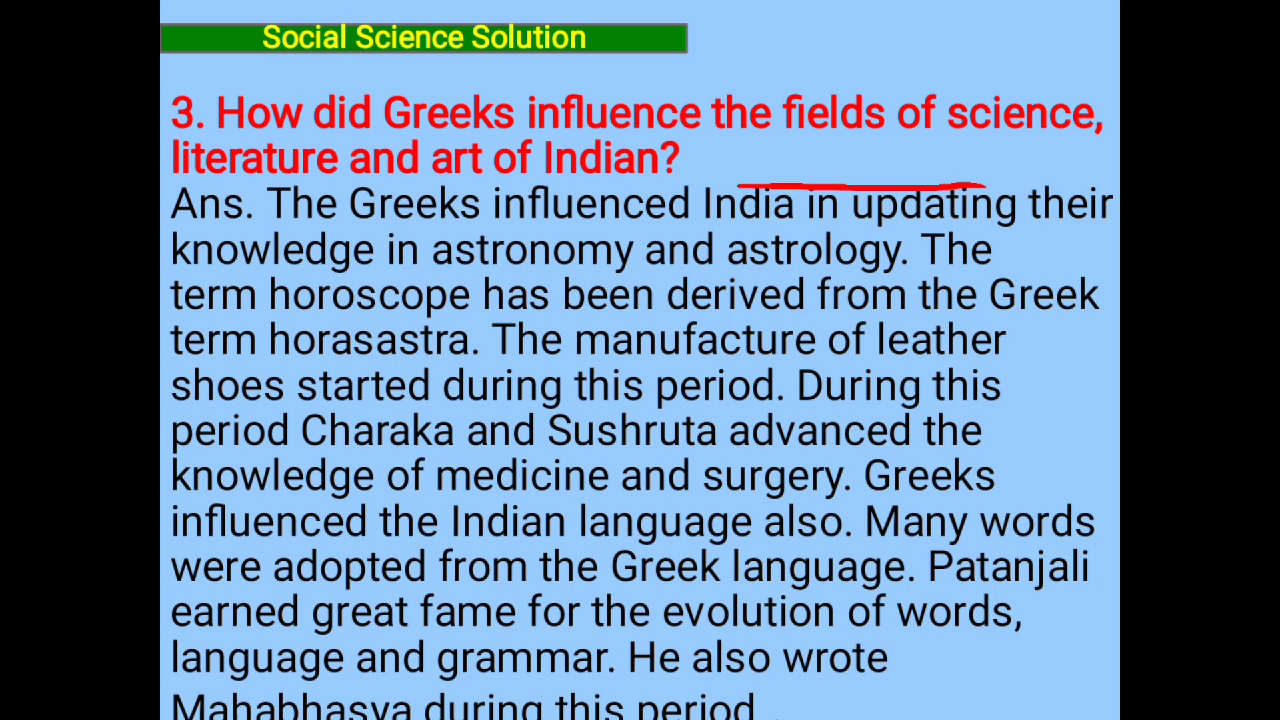 Social Science Solution
3. How did Greeks influence the fields of science,
literature and art of Indian?
Ans. The Greeks influenced India in updating their
knowledge in astronomy and astrology. The
term horoscope has been derived from the Greek
term horasastra. The manufacture of leather
shoes started during this period. During this
period Charaka and Sushruta advanced the
knowledge of medicine and surgery. Greeks
influenced the Indian language also. Many words
were adopted from the Greek language. Patanjali
earned great fame for the evolution of words,
language and grammar. He also wrote
Mahabhasya during this period .